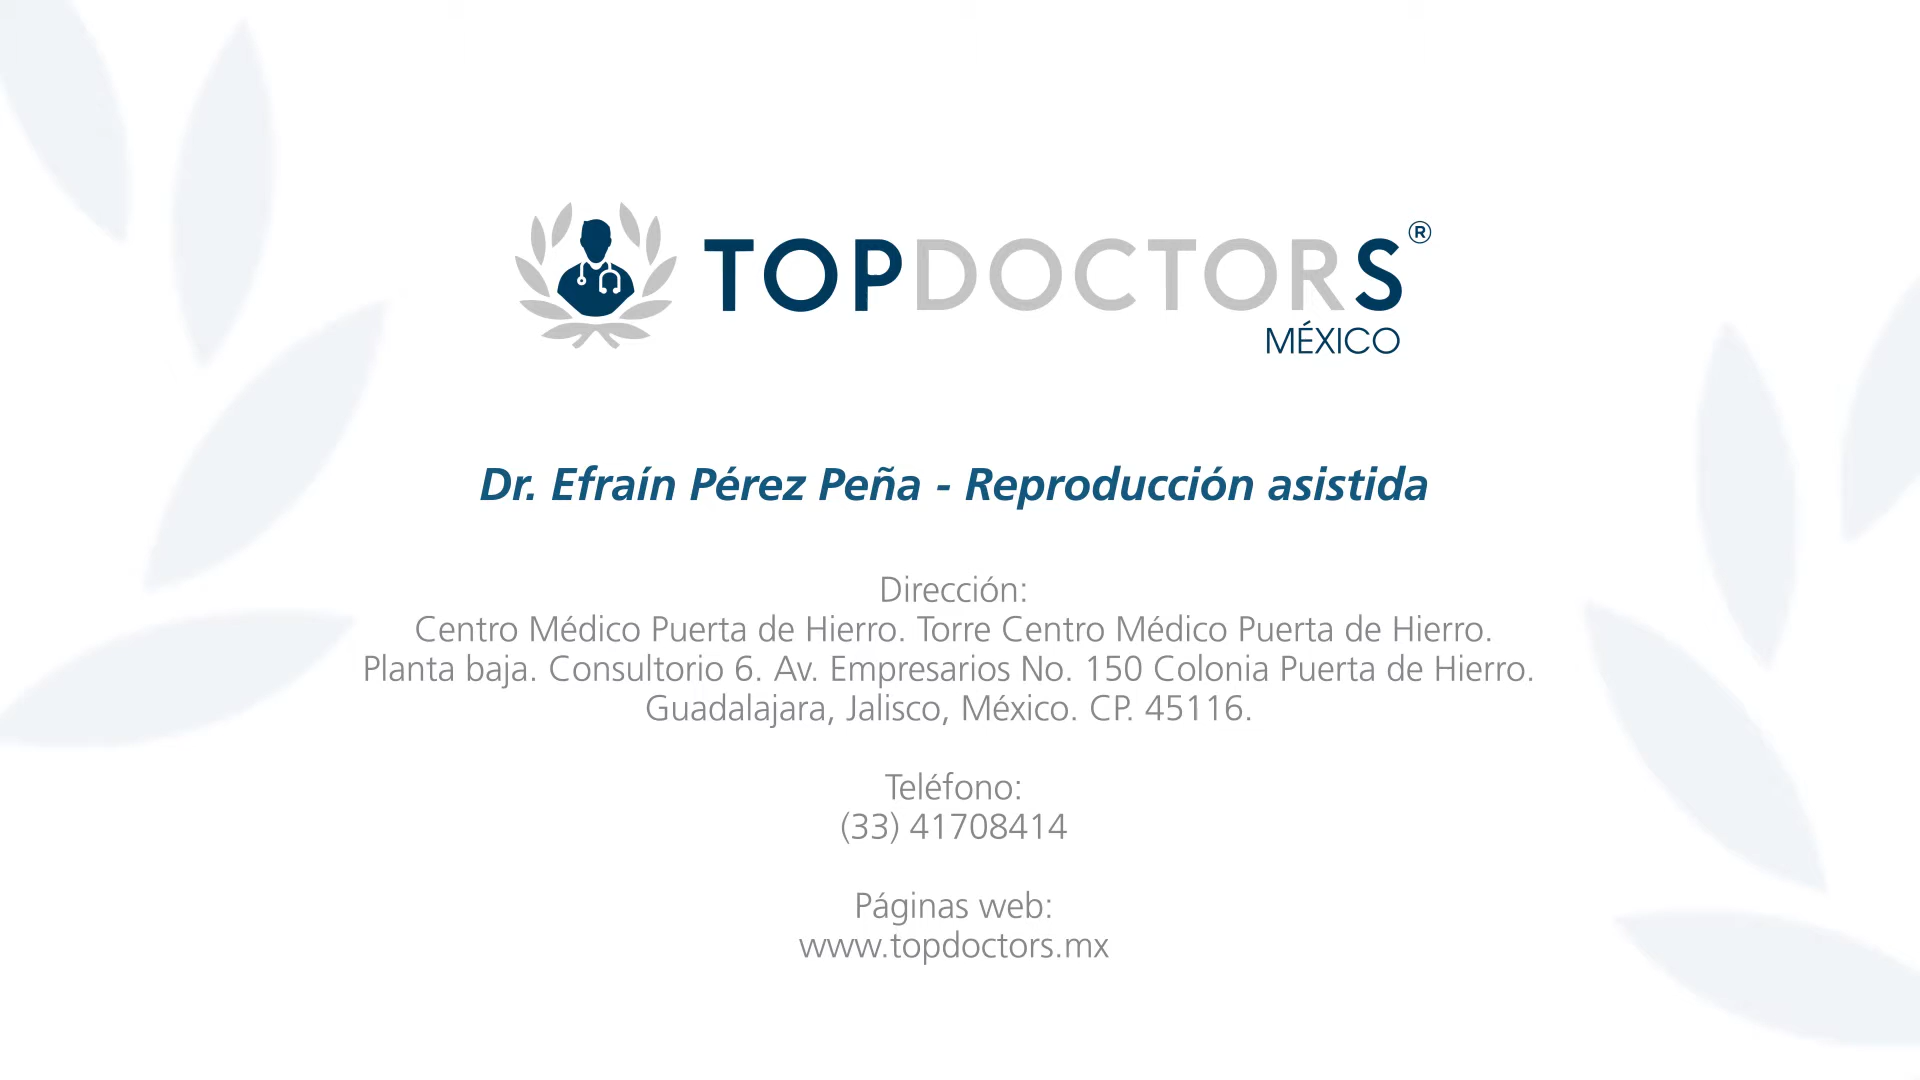 TOPDOCTORS®
MÉXICO
Dr. Efraín Pérez Peña - Reproducción asistida
Dirección:
Centro Médico Puerta de Hierro. Torre Centro Médico Puerta de Hierro.
Planta baja. Consultorio 6. Av. Empresarios No. 150 Colonia Puerta de Hierro.
Guadalajara, Jalisco, México. CP. 45116.
Teléfono:
(33) 41708414
Páginas web:
www.topdoctors.mx